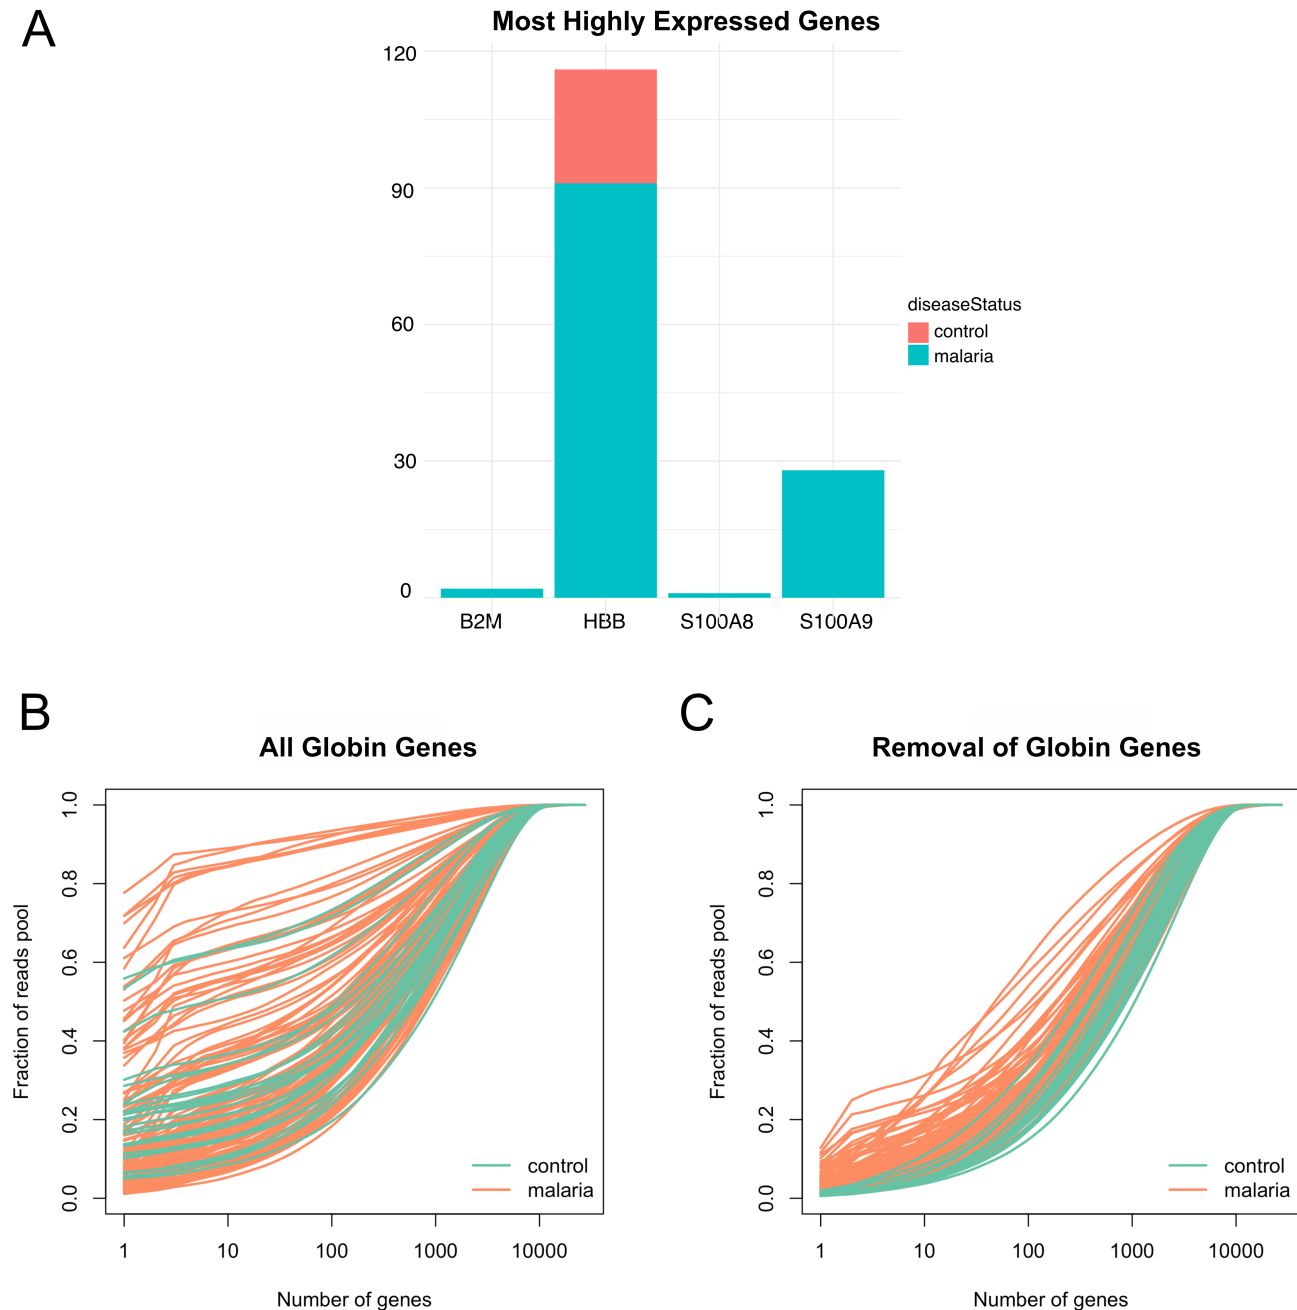 A
Most Highly Expressed Genes
120
90
60
30
0
B2M HBB S100A8 S100A9
diseaseStatus
control
malaria
B
All Globin Genes
Fraction of reads pool
1.0
0.8
0.6
0.4
0.2
0.0
control
malaria
1 10 100 1000 10000
Number of genes
C
Removal of Globin Genes
Fraction of reads pool
1.0
0.8
0.6
0.4
0.2
0.0
control
malaria
1 10 100 1000 10000
Number of genes